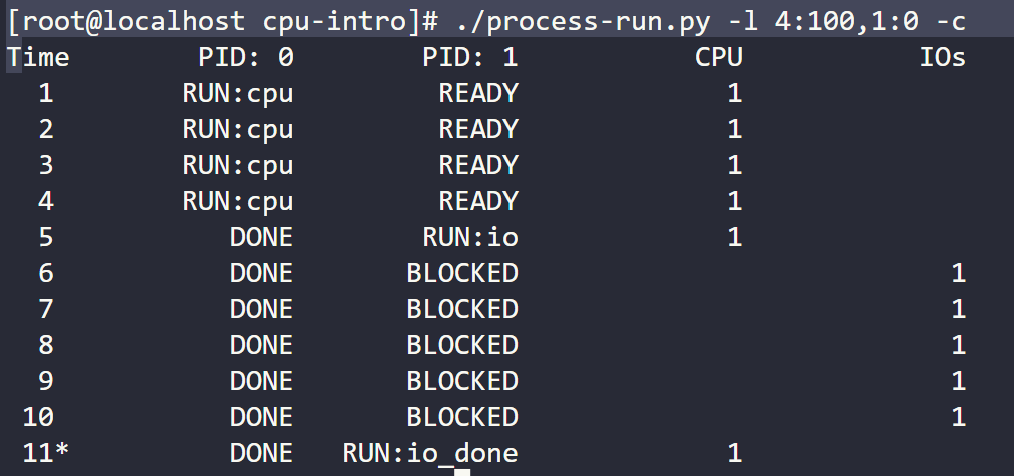 [root@localhost cpu-intro]# ./process-run.py -l 4:100,1:0 -c
Time        PID: 0        PID: 1           CPU           IOs
  1        RUN:cpu         READY             1
  2        RUN:cpu         READY             1
  3        RUN:cpu         READY             1
  4        RUN:cpu         READY             1
  5           DONE        RUN:io             1
  6           DONE       BLOCKED                           1
  7           DONE       BLOCKED                           1
  8           DONE       BLOCKED                           1
  9           DONE       BLOCKED                           1
 10           DONE       BLOCKED                           1
 11*          DONE   RUN:io_done             1